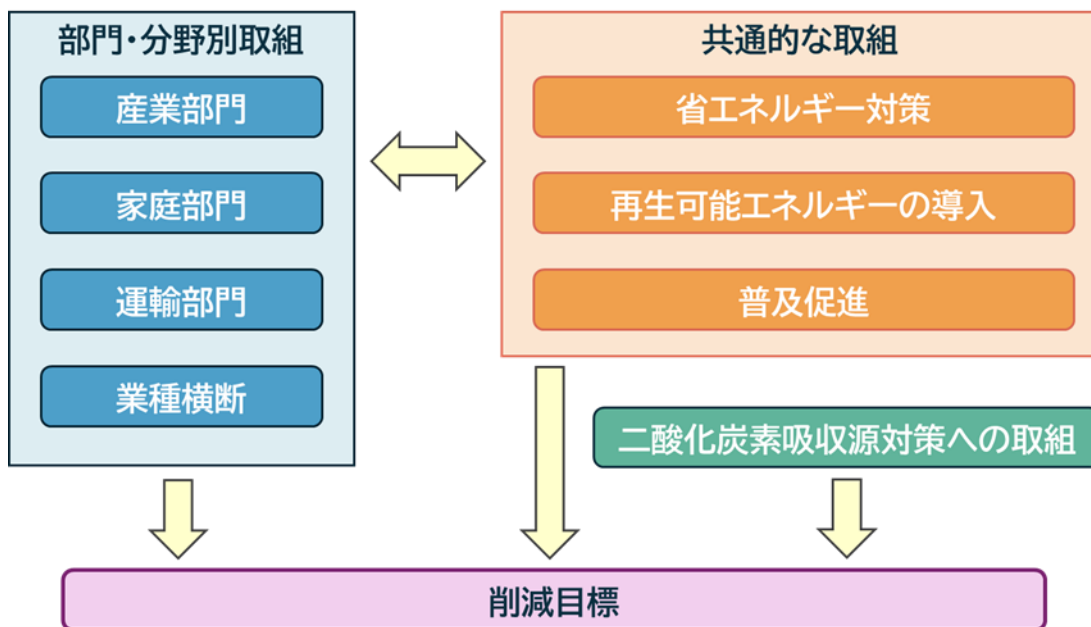 部門・分野別取組
産業部門
家庭部門
運輸部門
業種横断
共通的な取組
省エネルギー対策
再生可能エネルギーの導入
普及促進
二酸化炭素吸収源対策への取組
削減目標